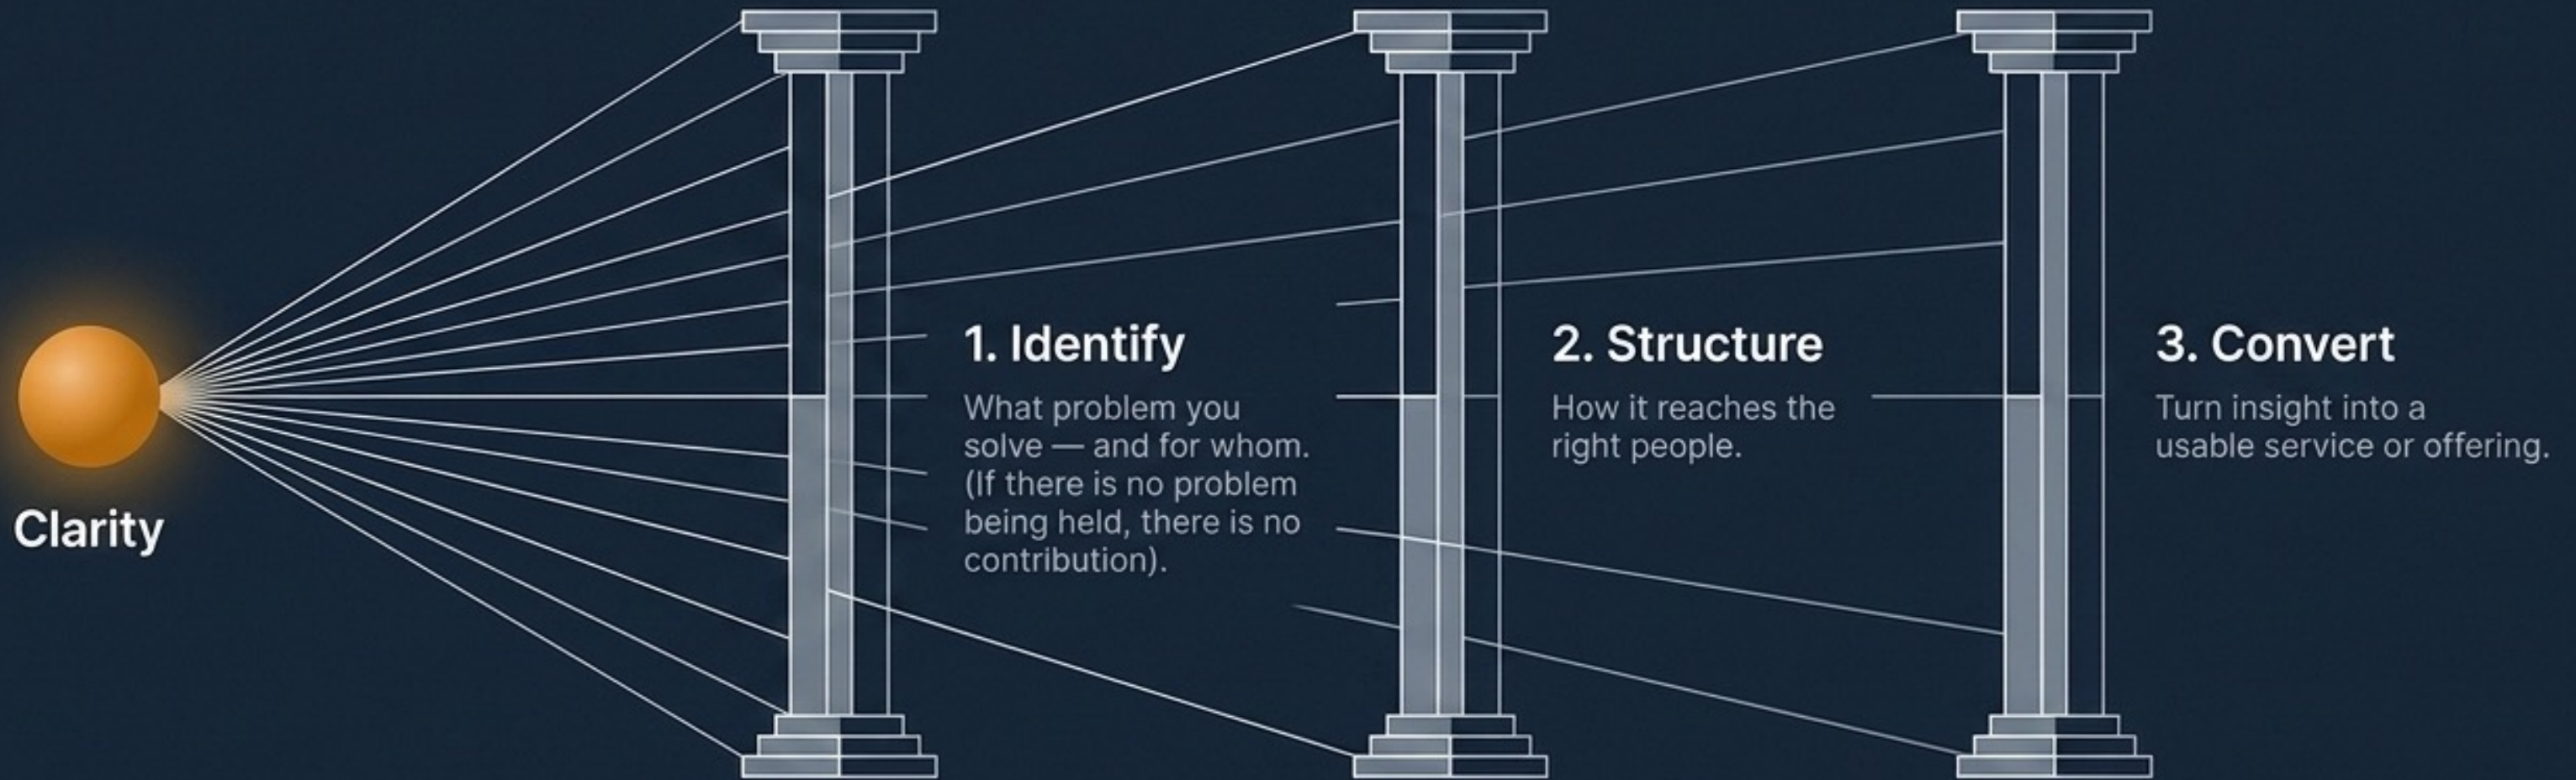 Clarity
1. Identify
What problem you
solve — and for whom.
(If there is no problem
being held, there is no
contribution).
2. Structure
How it reaches the
right people.
3. Convert
Turn insight into a
usable service or offering.